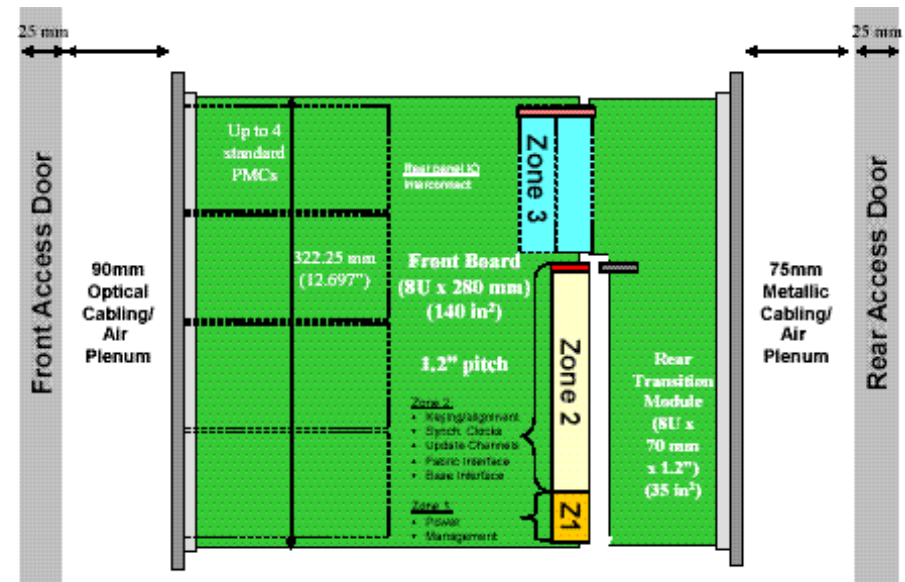 25 mm
25 mm
Front Access Door
90mm
Optical
Cabling/
Air
Plenum
Up to 4
standard
PMCs
322.25 mm
(12.697")
Rear panel IO
Interconnect
Front Board
(8U x 280 mm)
(140 in²)
1.2" pitch
Zone 2:
• Keying/alignment
• Synch. Clocks
• Update Channels
• Fabric Interface
• Base Interface
Zone 1:
• Power
• Management
Zone 3
Zone 2
Z1
Rear
Transition
Module
(8U x
70 mm
x 1.2")
(35 in²)
75mm
Metallic
Cabling/
Air
Plenum
Rear Access Door